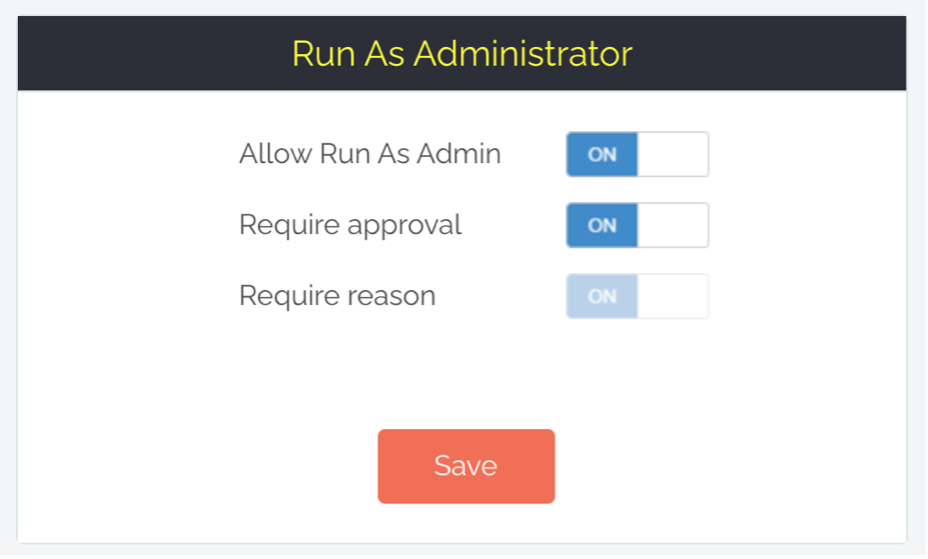 Run As Administrator
Allow Run As Admin ON
Require approval ON
Require reason ON
Save